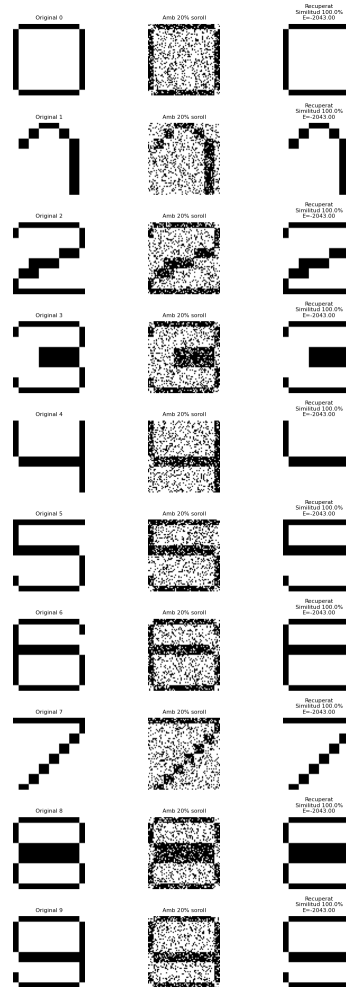 Original 0
Amb 20% soroll
Recuperat
Similitud 100.0%
E=-2043.00
Original 1
Amb 20% soroll
Recuperat
Similitud 100.0%
E=-2043.00
Original 2
Amb 20% soroll
Recuperat
Similitud 100.0%
E=-2043.00
Original 3
Amb 20% soroll
Recuperat
Similitud 100.0%
E=-2043.00
Original 4
Amb 20% soroll
Recuperat
Similitud 100.0%
E=-2043.00
Original 5
Amb 20% soroll
Recuperat
Similitud 100.0%
E=-2043.00
Original 6
Amb 20% soroll
Recuperat
Similitud 100.0%
E=-2043.00
Original 7
Amb 20% soroll
Recuperat
Similitud 100.0%
E=-2043.00
Original 8
Amb 20% soroll
Recuperat
Similitud 100.0%
E=-2043.00
Original 9
Amb 20% soroll
Recuperat
Similitud 100.0%
E=-2043.00